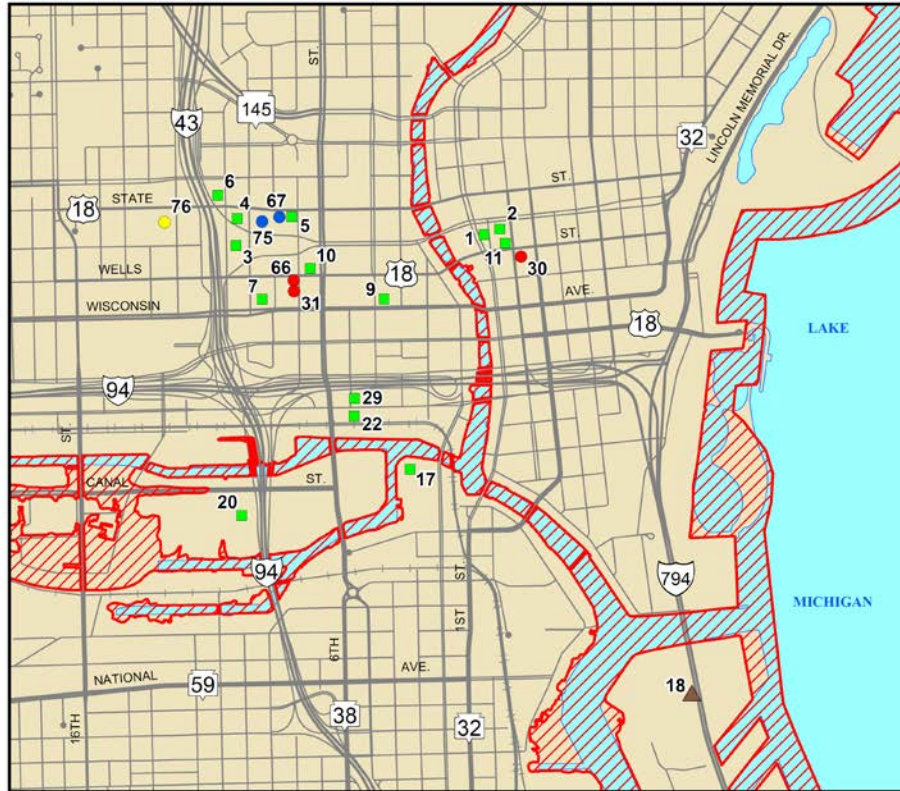 ST.
LINCOLN MEMORIAL DR.
145
43
32
6
STATE
ST.
18
76
4
67
5
2
75
1
ST.
3
11
30
10
WELLS
66
18
7
31
9
AVE.
WISCONSIN
18
LAKE
94
29
22
ST.
17
CANAL
ST.
20
94
ST.
794
MICHIGAN
1ST
6TH
AVE.
NATIONAL
18
59
16TH
38
32